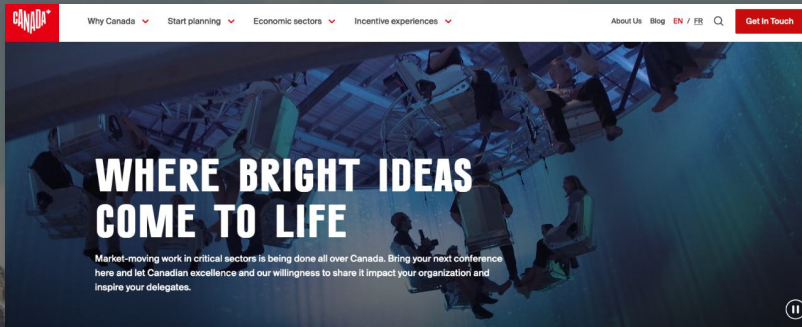 CANADA
Why Canada
Start planning
Economic sectors
Incentive experiences
About Us
Blog
EN / FR
Get In Touch
WHERE BRIGHT IDEAS
COME TO LIFE
Market-moving work in critical sectors is being done all over Canada. Bring your next conference
here and let Canadian excellence and our willingness to share it impact your organization and
inspire your delegates.